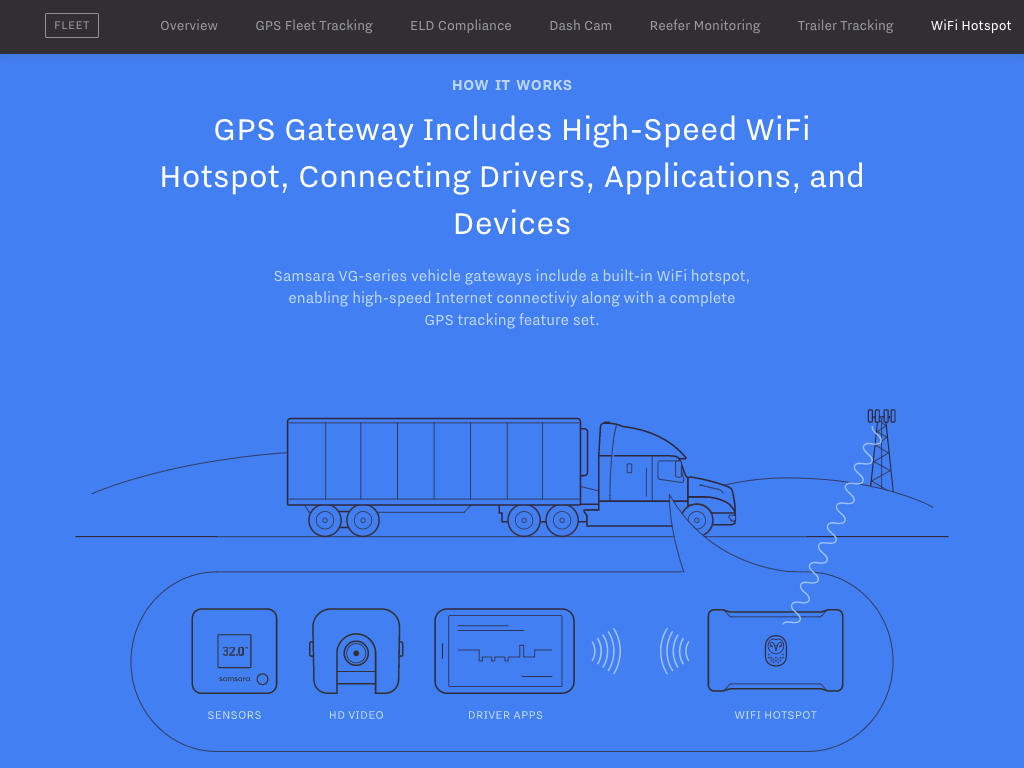 FLEET
Overview
GPS Fleet Tracking
ELD Compliance
Dash Cam
Reefer Monitoring
Trailer Tracking
WiFi Hotspot
HOW IT WORKS
GPS Gateway Includes High-Speed WiFi
Hotspot, Connecting Drivers, Applications, and
Devices
Samsara VG-series vehicle gateways include a built-in WiFi hotspot,
enabling high-speed Internet connectiviy along with a complete
GPS tracking feature set.
32.0°
samsara
SENSORS
HD VIDEO
DRIVER APPS
WIFI HOTSPOT